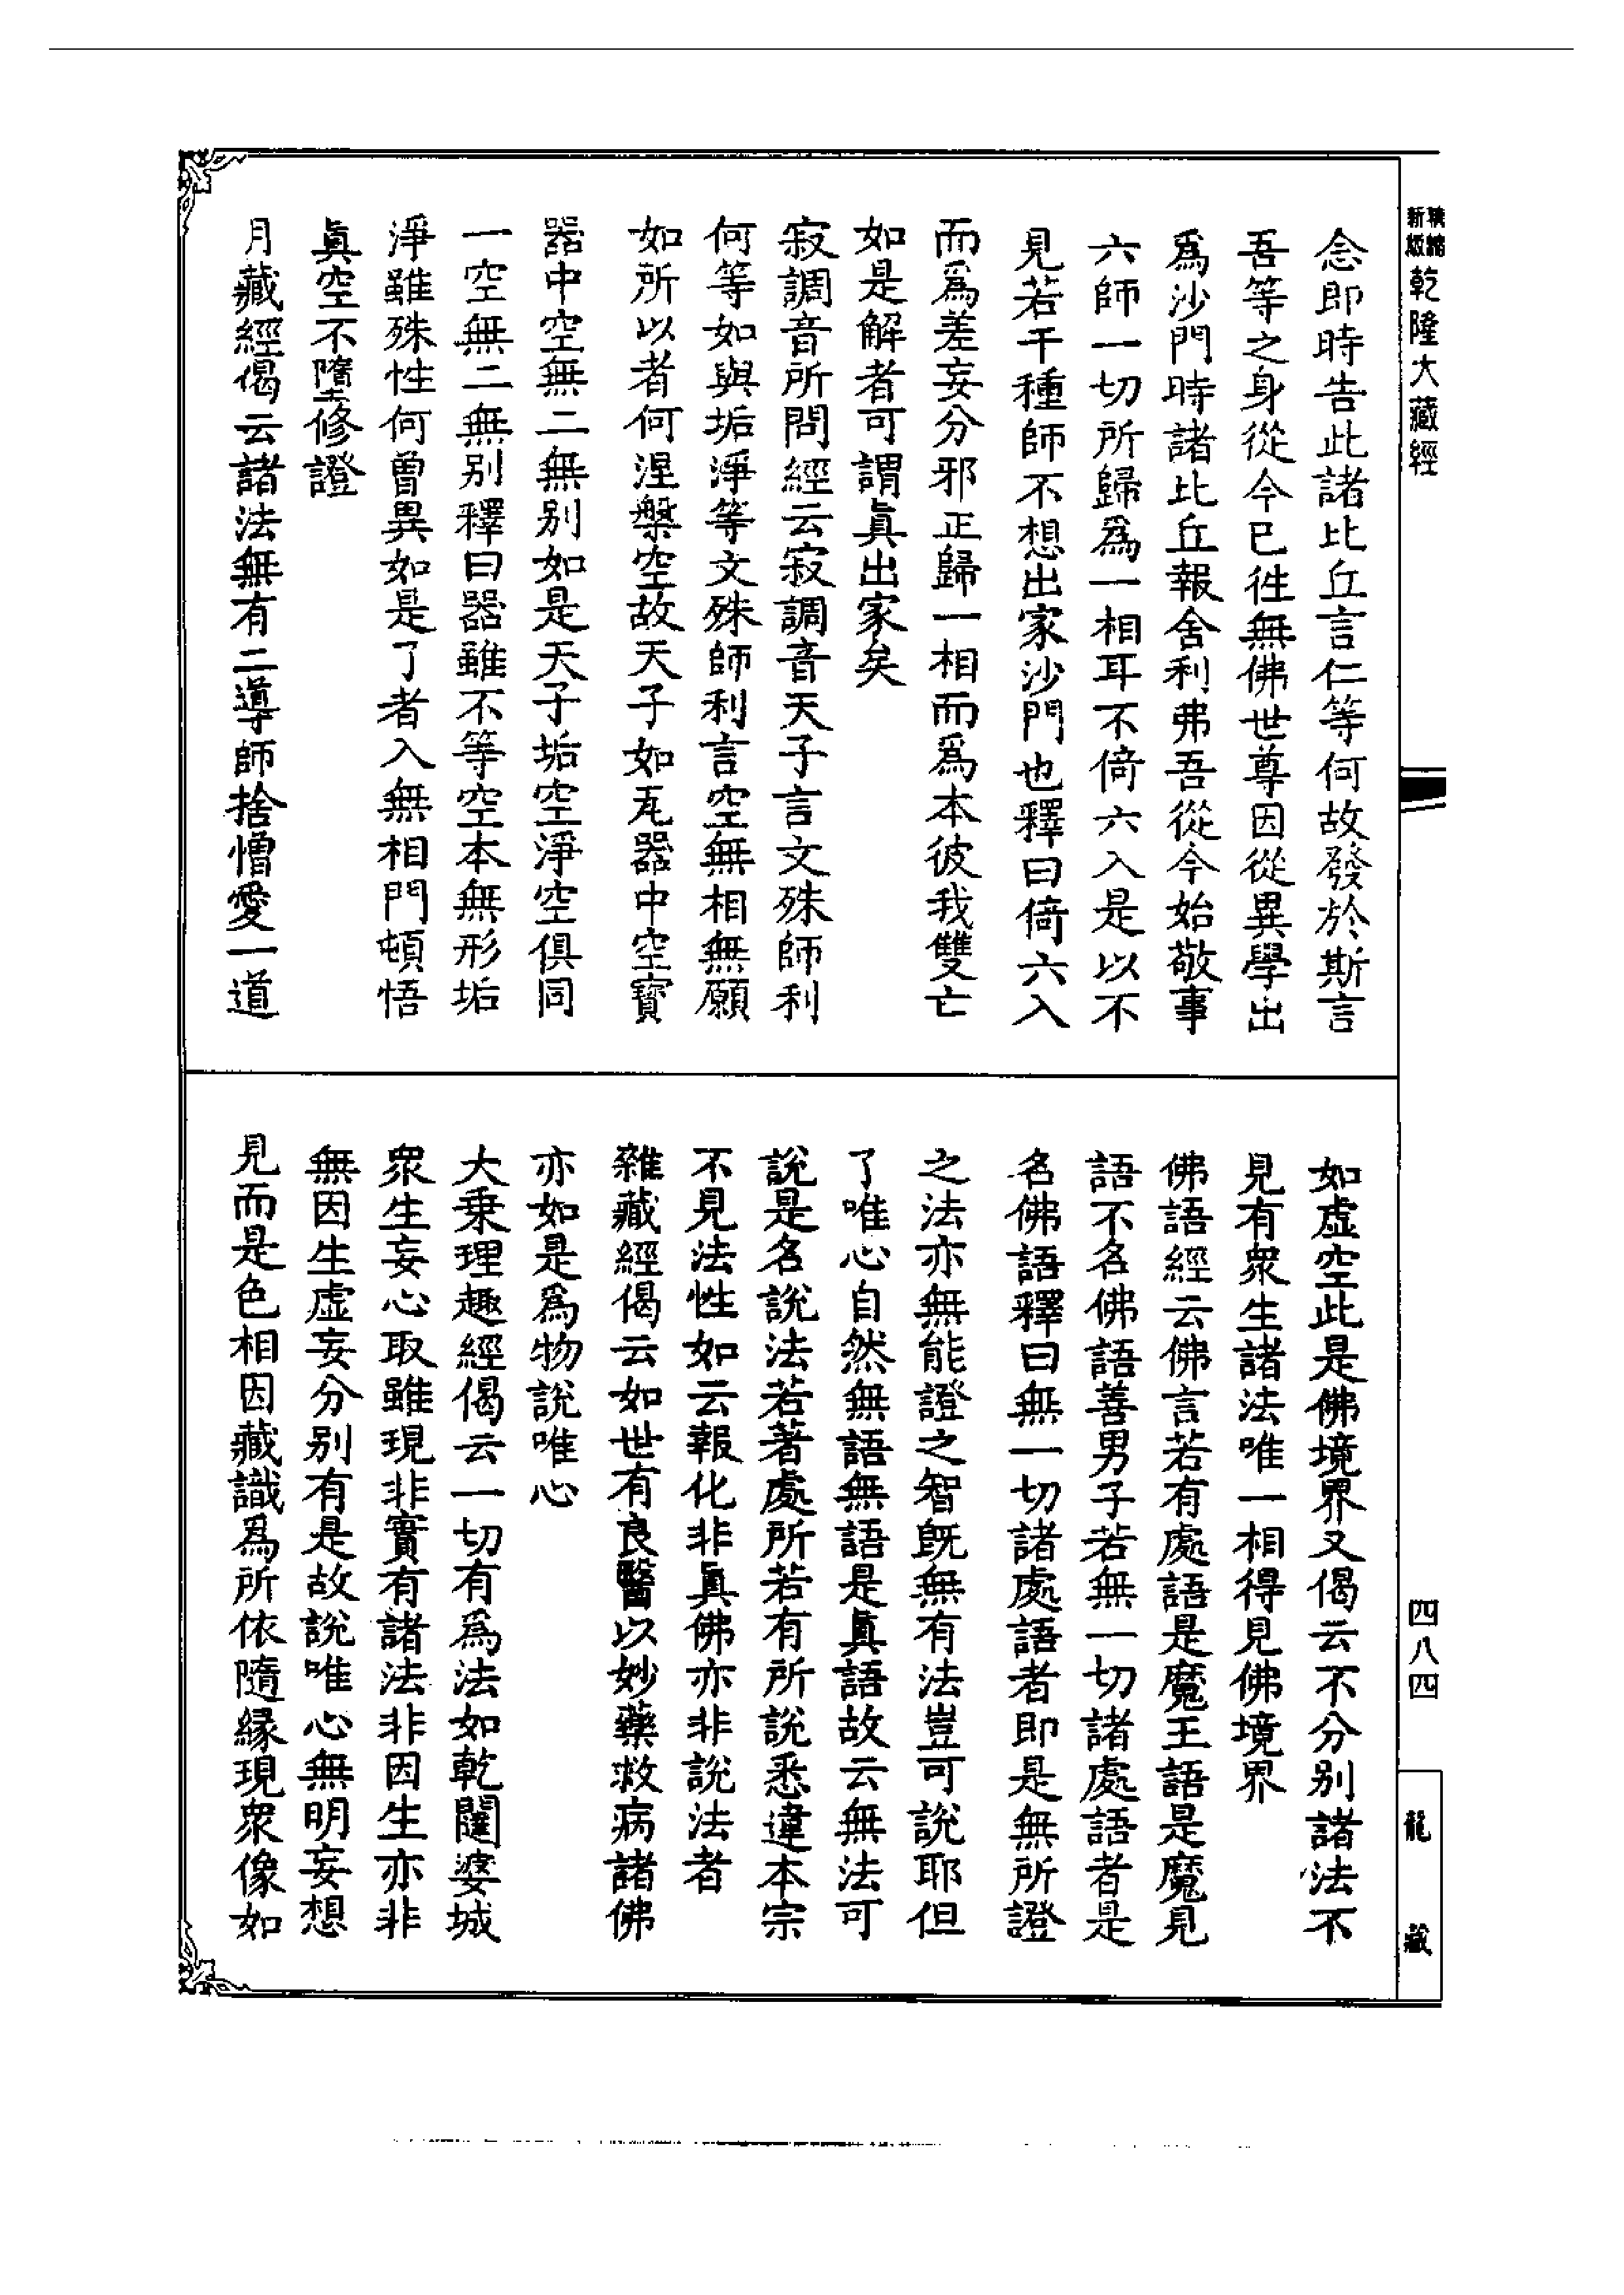 新編縮級
乾隆大藏經
念即時告此諸比丘言仁等何故發於斯言
吾等之身從今已徃無佛世尊因從異學出
爲沙門時諸比丘報舍利弗吾從今始敬事
六師一切所歸爲一相耳不倚六入是以不
見若干種師不想出家沙門也釋曰倚六入
而爲差妄分邪正歸一相而爲本彼我雙亡
如是解者可謂眞出家矣
寂調音所問經云寂調音天子言文殊師利
何等如與垢淨等文殊師利言空無相無願
如所以者何涅槃空故天子如瓦器中空寶
器中空無二無别如是天子垢空淨空俱同
一空無二無别釋曰器雖不等空本無形垢
淨雖殊性何曾異如是了者入無相門頓悟
眞空不墮修證
月藏經偈云諸法無有二導師捨憎愛一道
如虚空此是佛境界又偈云不分别諸法不
見有衆生諸法唯一相得見佛境界
佛語經云佛言若有處語是魔王語是魔見
語不名佛語善男子若無一切諸處語者是
名佛語釋曰無一切諸處語者即是無所證
之法亦無能證之智旣無有法豈可說耶但
了唯心自然無語無語是眞語故云無法可
說是名說法若著處所若有所說悉違本宗
不見法性如云報化非眞佛亦非說法者
雜藏經偈云如世有良醫以妙藥救病諸佛
亦如是爲物說唯心
大乗理趣經偈云一切有爲法如乾闥婆城
衆生妄心取雖現非實有諸法非因生亦非
無因生虚妄分别有是故說唯心無明妄想
見而是色相因藏識爲所依隨緣現衆像如
四八四
龍藏